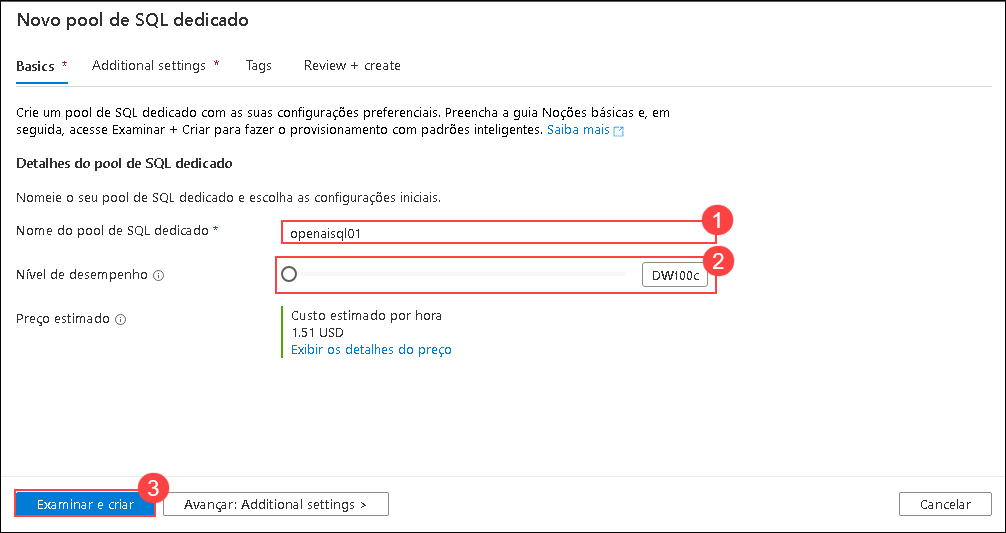 Novo pool de SQL dedicado
Basics * Additional settings * Tags Review + create
Crie um pool de SQL dedicado com as suas configurações preferenciais. Preencha a guia Noções básicas e, em
seguida, acesse Examinar + Criar para fazer o provisionamento com padrões inteligentes. Saiba mais
Detalhes do pool de SQL dedicado
Nomeie o seu pool de SQL dedicado e escolha as configurações iniciais.
1
Nome do pool de SQL dedicado * openaisql01
2
Nível de desempenho DW100c
Preço estimado Custo estimado por hora
1.51 USD
Exibir os detalhes do preço
3
Examinar e criar Avançar: Additional settings > Cancelar